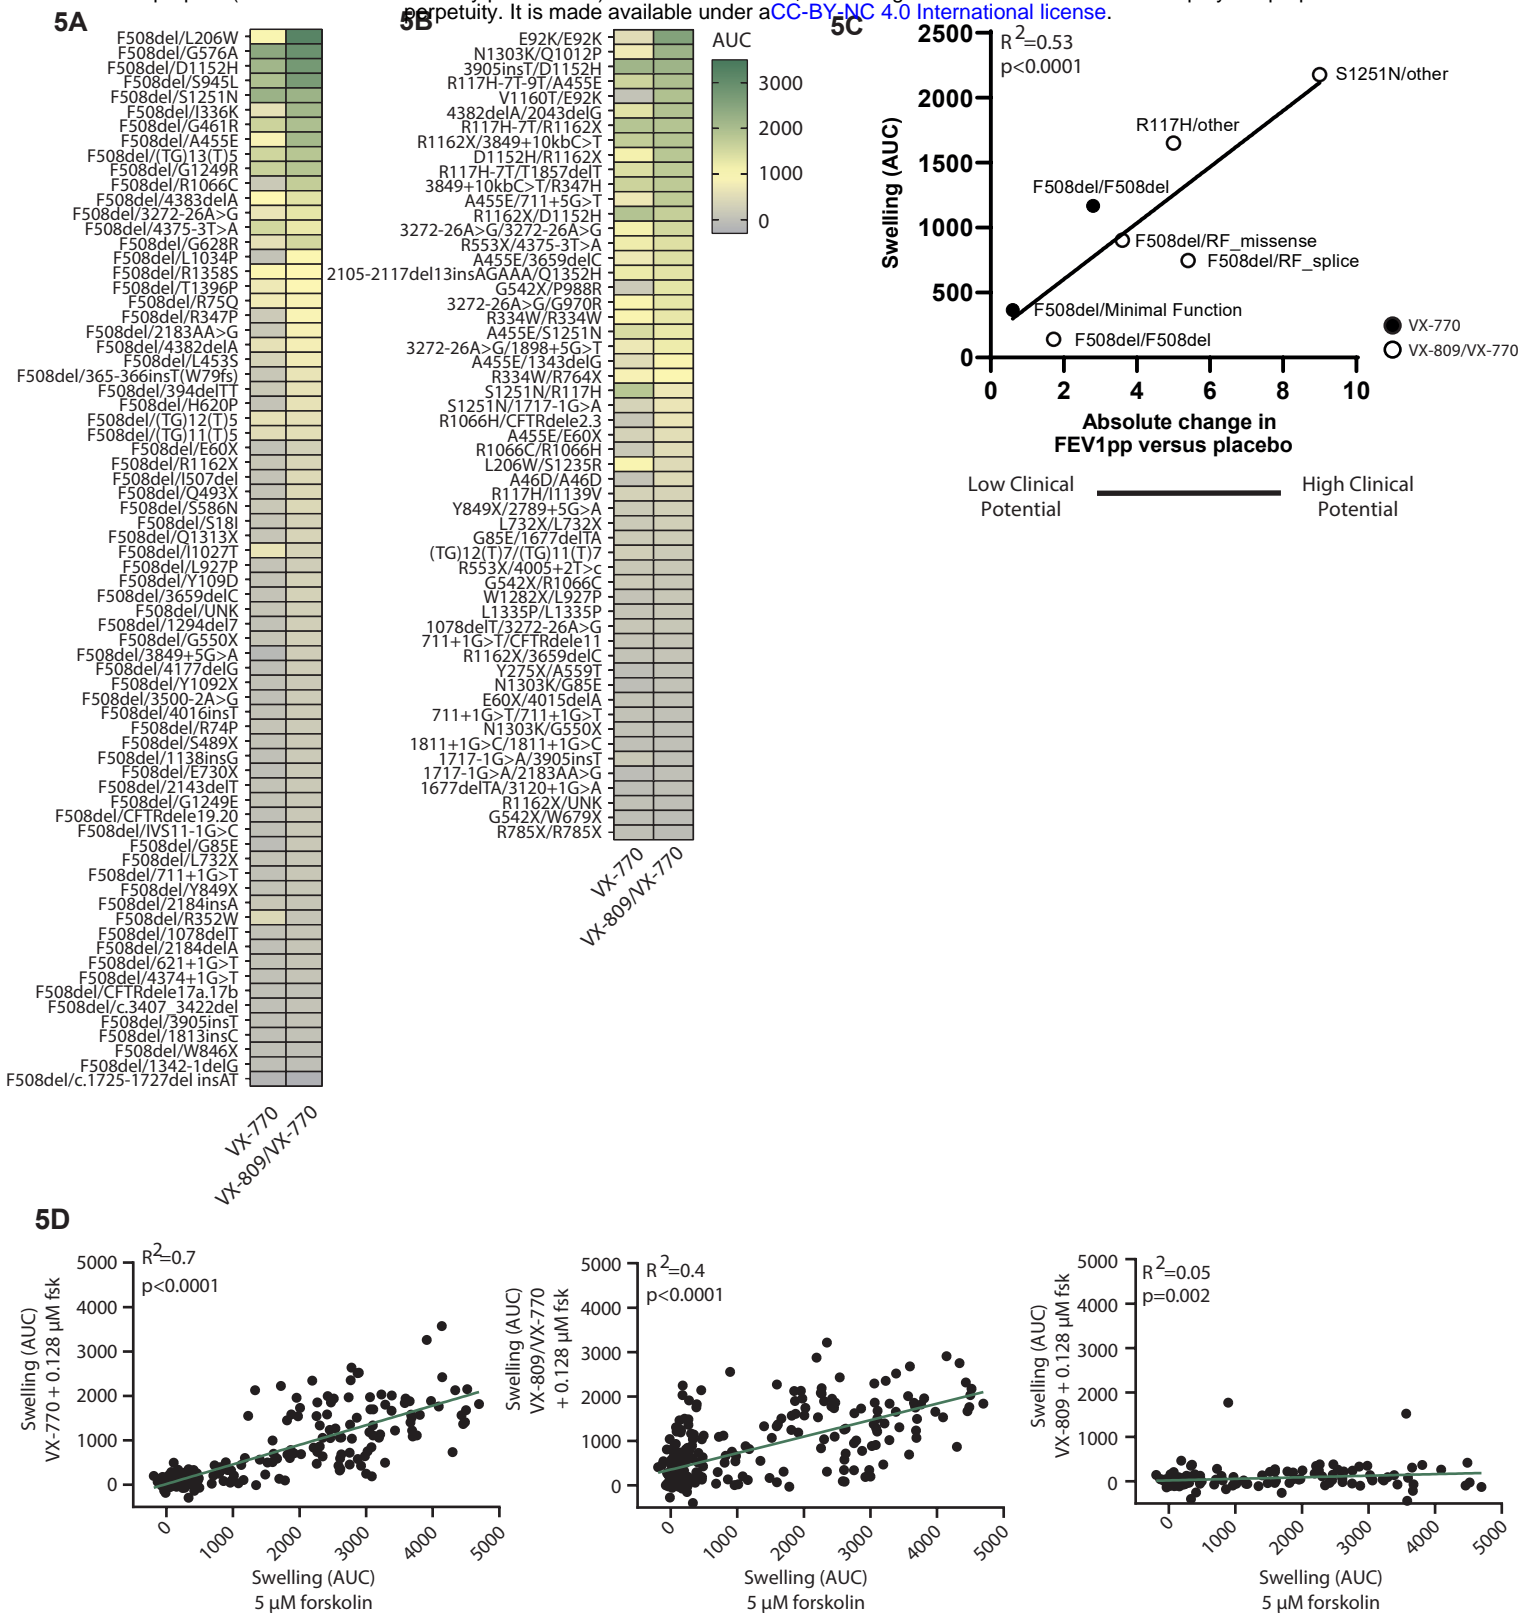 perpetuity. It is made available under aCC-BY-NC 4.0 International license.
5A
F508del/L206W
F508del/G576A
F508del/D1152H
F508del/S945L
F508del/S1251N
F508del/I336K
F508del/G461R
F508del/A455E
F508del/(TG)13(T)5
F508del/G1249R
F508del/R1066C
F508del/4383delA
F508del/3272-26A>G
F508del/4375-3T>A
F508del/G628R
F508del/L1034P
F508del/R1358S
F508del/T1396P
F508del/R75Q
F508del/R347P
F508del/2183AA>G
F508del/4382delA
F508del/L453S
F508del/365-366insT(W79fs)
F508del/394delTT
F508del/H620P
F508del/(TG)12(T)5
F508del/(TG)11(T)5
F508del/E60X
F508del/R1162X
F508del/I507del
F508del/Q493X
F508del/S586N
F508del/S18I
F508del/Q1313X
F508del/I1027T
F508del/L927P
F508del/Y109D
F508del/3659delC
F508del/UNK
F508del/1294del7
F508del/G550X
F508del/3849+5G>A
F508del/4177delG
F508del/Y1092X
F508del/3500-2A>G
F508del/4016insT
F508del/R74P
F508del/S489X
F508del/1138insG
F508del/E730X
F508del/2143delT
F508del/G1249E
F508del/CFTRdele19.20
F508del/IVS11-1G>C
F508del/G85E
F508del/L732X
F508del/711+1G>T
F508del/Y849X
F508del/2184insA
F508del/R352W
F508del/1078delT
F508del/2184delA
F508del/621+1G>T
F508del/4374+1G>T
F508del/CFTRdele17a.17b
F508del/c.3407_3422del
F508del/3905insT
F508del/1813insC
F508del/W846X
F508del/1342-1delG
F508del/c.1725-1727del insAT
VX-770
VX-809/VX-770
5B
E92K/E92K
N1303K/Q1012P
3905insT/D1152H
R117H-7T-9T/A455E
V1160T/E92K
4382delA/2043delG
R117H-7T/R1162X
R1162X/3849+10kbC>T
D1152H/R1162X
R117H-7T/T1857delT
3849+10kbC>T/R347H
A455E/711+5G>T
R1162X/D1152H
3272-26A>G/3272-26A>G
R553X/4375-3T>A
A455E/3659delC
2105-2117del13insAGAAA/Q1352H
G542X/P988R
3272-26A>G/G970R
R334W/R334W
A455E/S1251N
3272-26A>G/1898+5G>T
A455E/1343delG
R334W/R764X
S1251N/R117H
S1251N/1717-1G>A
R1066H/CFTRdele2.3
A455E/E60X
R1066C/R1066H
L206W/S1235R
A46D/A46D
R117H/I1139V
Y849X/2789+5G>A
L732X/L732X
G85E/1677delTA
(TG)12(T)7/(TG)11(T)7
R553X/4005+2T>c
G542X/R1066C
W1282X/L927P
L1335P/L1335P
1078delT/3272-26A>G
711+1G>T/CFTRdele11
R1162X/3659delC
Y275X/A559T
N1303K/G85E
E60X/4015delA
711+1G>T/711+1G>T
N1303K/G550X
1811+1G>C/1811+1G>C
1717-1G>A/3905insT
1717-1G>A/2183AA>G
1677delTA/3120+1G>A
R1162X/UNK
G542X/W679X
R785X/R785X
VX-770
VX-809/VX-770
AUC
3000
2000
1000
0
5C
R²=0.53
p<0.0001
Swelling (AUC)
2500
2000
1500
1000
500
0
S1251N/other
R117H/other
F508del/F508del
F508del/RF_missense
F508del/RF_splice
F508del/Minimal Function
F508del/F508del
VX-770
VX-809/VX-770
0 2 4 6 8 10
Absolute change in
FEV1pp versus placebo
Low Clinical
Potential
High Clinical
Potential
5D
R²=0.7
p<0.0001
Swelling (AUC)
VX-770 + 0.128 µM fsk
5000
4000
3000
2000
1000
0
0 1000 2000 3000 4000 5000
Swelling (AUC)
5 µM forskolin
R²=0.4
p<0.0001
Swelling (AUC)
VX-809/VX-770
+ 0.128 µM fsk
5000
4000
3000
2000
1000
0
0 1000 2000 3000 4000 5000
Swelling (AUC)
5 µM forskolin
R²=0.05
p=0.002
Swelling (AUC)
VX-809 + 0.128 µM fsk
5000
4000
3000
2000
1000
0
0 1000 2000 3000 4000 5000
Swelling (AUC)
5 µM forskolin